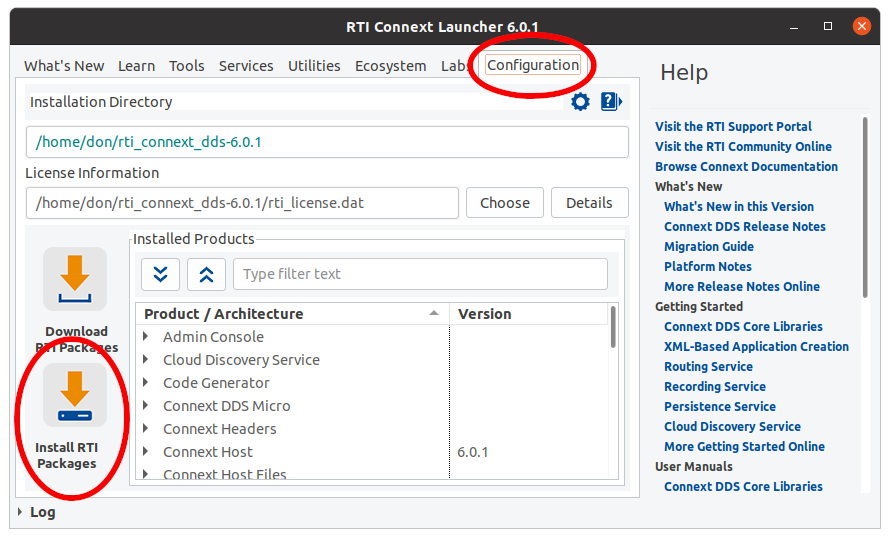 RTI Connext Launcher 6.0.1
What's New Learn Tools Services Utilities Ecosystem Labs Configuration
Installation Directory
/home/don/rti_connext_dds-6.0.1
License Information
/home/don/rti_connext_dds-6.0.1/rti_license.dat Choose Details
Download
RTI Packages
Install RTI
Packages
Installed Products
Type filter text
Product / Architecture Version
Admin Console
Cloud Discovery Service
Code Generator
Connext DDS Micro
Connext Headers
Connext Host 6.0.1
Connext Host Files
Log
Help
Visit the RTI Support Portal
Visit the RTI Community Online
Browse Connext Documentation
What's New
What's New in this Version
Connext DDS Release Notes
Migration Guide
Platform Notes
More Release Notes Online
Getting Started
Connext DDS Core Libraries
XML-Based Application Creation
Routing Service
Recording Service
Persistence Service
Cloud Discovery Service
More Getting Started Online
User Manuals
Connext DDS Core Libraries